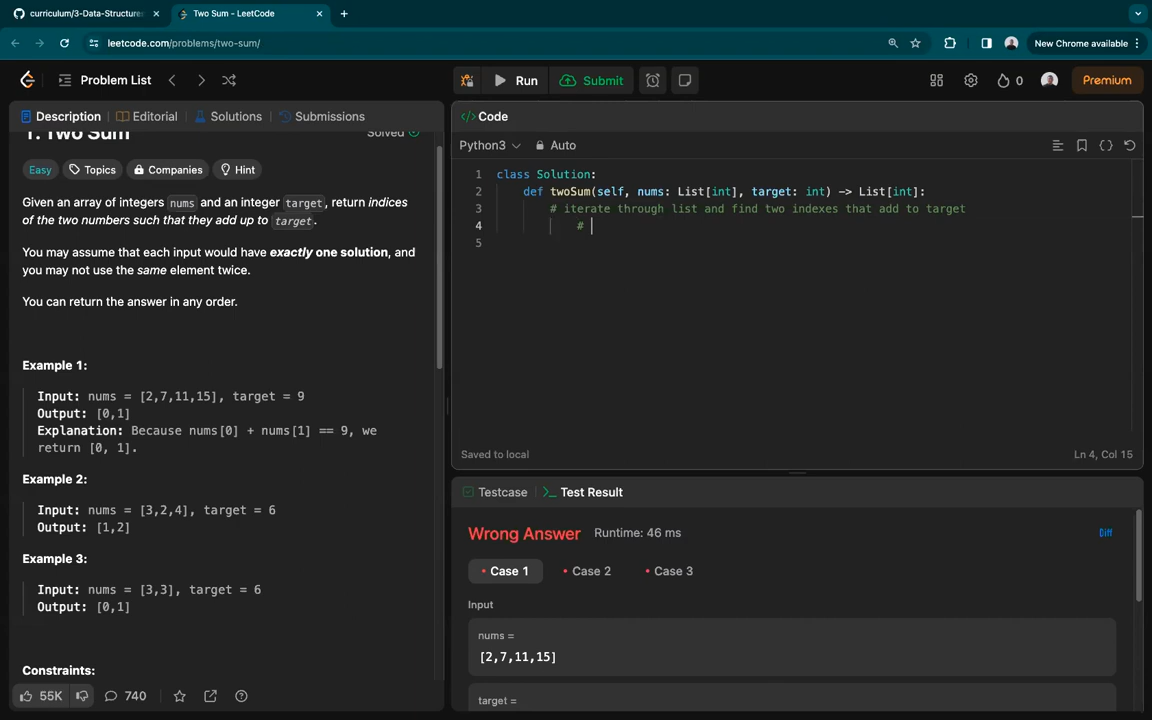 curriculum/3-Data-Structures
Two Sum - LeetCode
leetcode.com/problems/two-sum/
New Chrome available
Problem List
Run
Submit
0
Premium
Description
Editorial
Solutions
Submissions
Code
1. Two Sum
Solved
Python3
Auto
Easy
Topics
Companies
Hint
Given an array of integers nums and an integer target, return indices
of the two numbers such that they add up to target.
You may assume that each input would have exactly one solution, and
you may not use the same element twice.
You can return the answer in any order.
Example 1:
Input: nums = [2,7,11,15], target = 9
Output: [0,1]
Explanation: Because nums[0] + nums[1] == 9, we
return [0, 1].
Example 2:
Input: nums = [3,2,4], target = 6
Output: [1,2]
Example 3:
Input: nums = [3,3], target = 6
Output: [0,1]
Constraints:
55K
740
1 class Solution:
2 def twoSum(self, nums: List[int], target: int) -> List[int]:
3 # iterate through list and find two indexes that add to target
4 #
5
Saved to local
Ln 4, Col 15
Testcase
>_ Test Result
Wrong Answer
Runtime: 46 ms
Diff
• Case 1
• Case 2
• Case 3
Input
nums =
[2,7,11,15]
target =